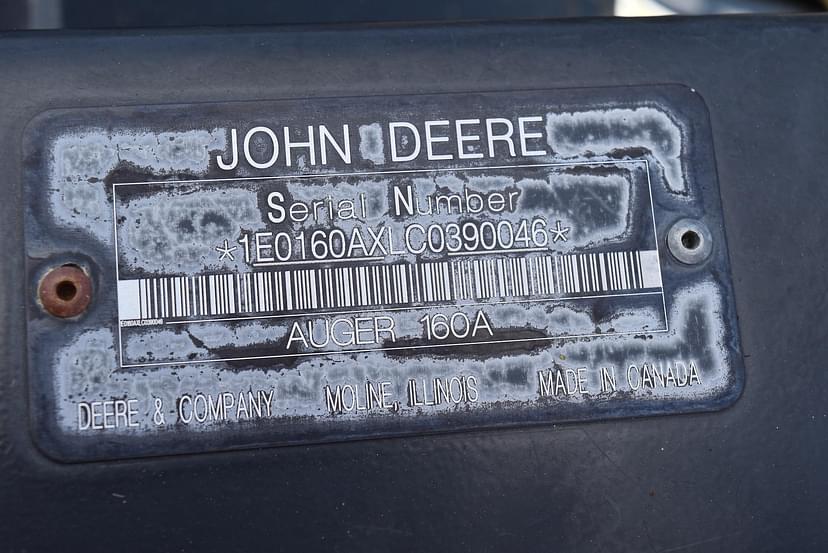 JOHN DEERE
Serial Number
*1E0160AXLC0390046*
AUGER 160A
DEERE & COMPANY MOLINE, ILLINOIS MADE IN CANADA